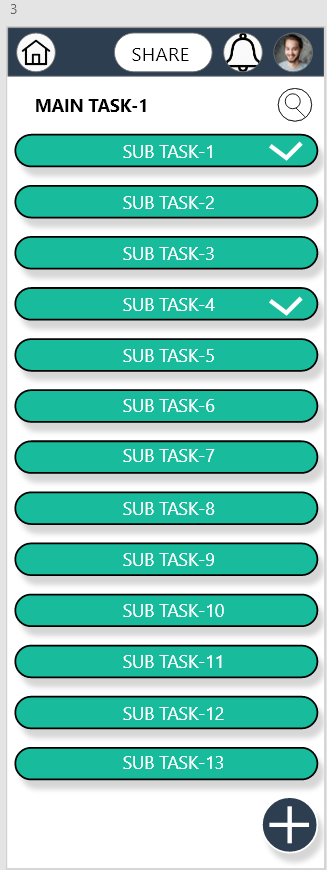 3
SHARE
MAIN TASK-1
SUB TASK-1
SUB TASK-2
SUB TASK-3
SUB TASK-4
SUB TASK-5
SUB TASK-6
SUB TASK-7
SUB TASK-8
SUB TASK-9
SUB TASK-10
SUB TASK-11
SUB TASK-12
SUB TASK-13